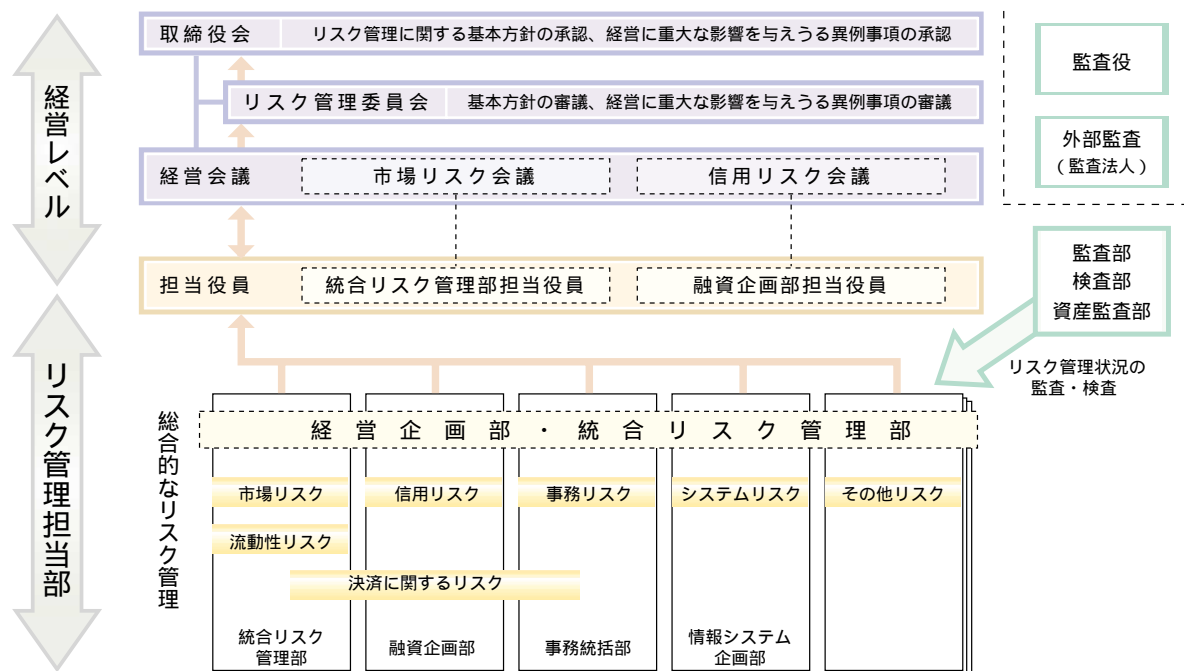 経営レベル
リスク管理担当部
取締役会 リスク管理に関する基本方針の承認、経営に重大な影響を与えうる異例事項の承認
リスク管理委員会 基本方針の審議、経営に重大な影響を与えうる異例事項の審議
経営会議 市場リスク会議 信用リスク会議
担当役員 統合リスク管理部担当役員 融資企画部担当役員
監査役
外部監査
(監査法人)
監査部
検査部
資産監査部
リスク管理状況の
監査・検査
総合的なリスク管理
経営企画部・統合リスク管理部
市場リスク 信用リスク 事務リスク システムリスク その他リスク
流動性リスク
決済に関するリスク
統合リスク
管理部
融資企画部
事務統括部
情報システム
企画部